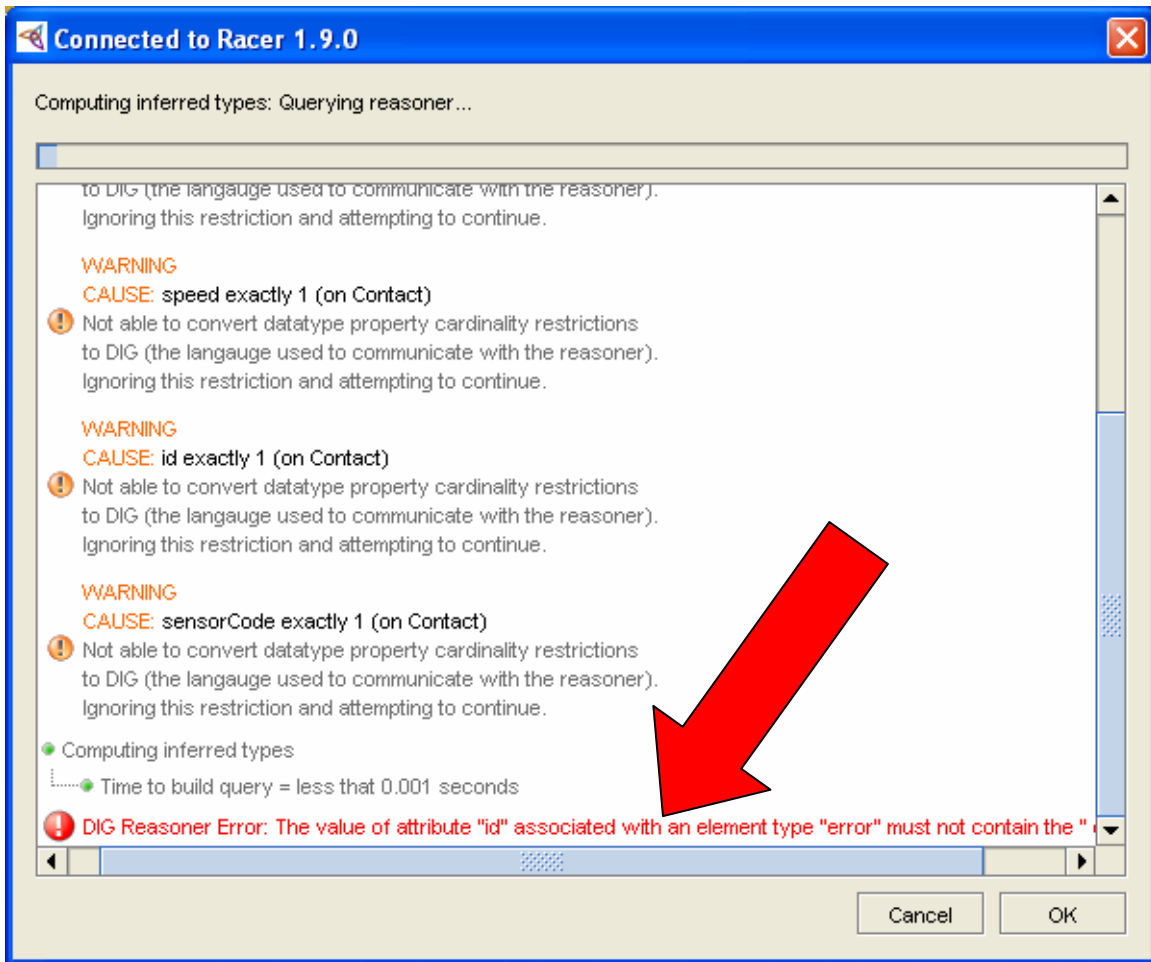 Connected to Racer 1.9.0
Computing inferred types: Querying reasoner...
to DIG (the langauge used to communicate with the reasoner).
Ignoring this restriction and attempting to continue.
WARNING
CAUSE: speed exactly 1 (on Contact)
Not able to convert datatype property cardinality restrictions
to DIG (the langauge used to communicate with the reasoner).
Ignoring this restriction and attempting to continue.
WARNING
CAUSE: id exactly 1 (on Contact)
Not able to convert datatype property cardinality restrictions
to DIG (the langauge used to communicate with the reasoner).
Ignoring this restriction and attempting to continue.
WARNING
CAUSE: sensorCode exactly 1 (on Contact)
Not able to convert datatype property cardinality restrictions
to DIG (the langauge used to communicate with the reasoner).
Ignoring this restriction and attempting to continue.
Computing inferred types
Time to build query = less that 0.001 seconds
DIG Reasoner Error: The value of attribute "id" associated with an element type "error" must not contain the "
Cancel OK